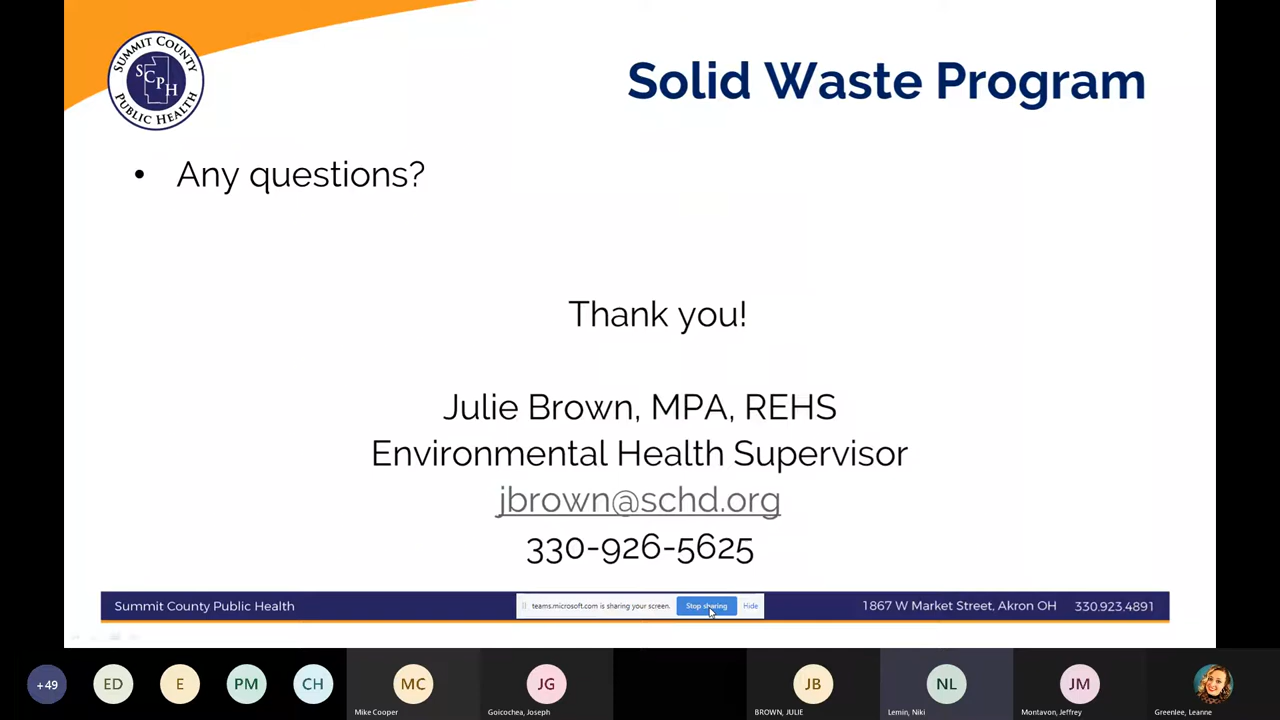 SUMMIT COUNTY
SCPH
PUBLIC HEALTH
Solid Waste Program
• Any questions?
Thank you!
Julie Brown, MPA, REHS
Environmental Health Supervisor
jbrown@schd.org
330-926-5625
Summit County Public Health
teams.microsoft.com is sharing your screen.
Stop sharing
Hide
1867 W Market Street, Akron OH
330.923.4891
+49
ED
E
PM
CH
MC
Mike Cooper
JG
Goicochea, Joseph
JB
BROWN, JULIE
NL
Lemin, Niki
JM
Montavon, Jeffrey
Greenlee, Leanne